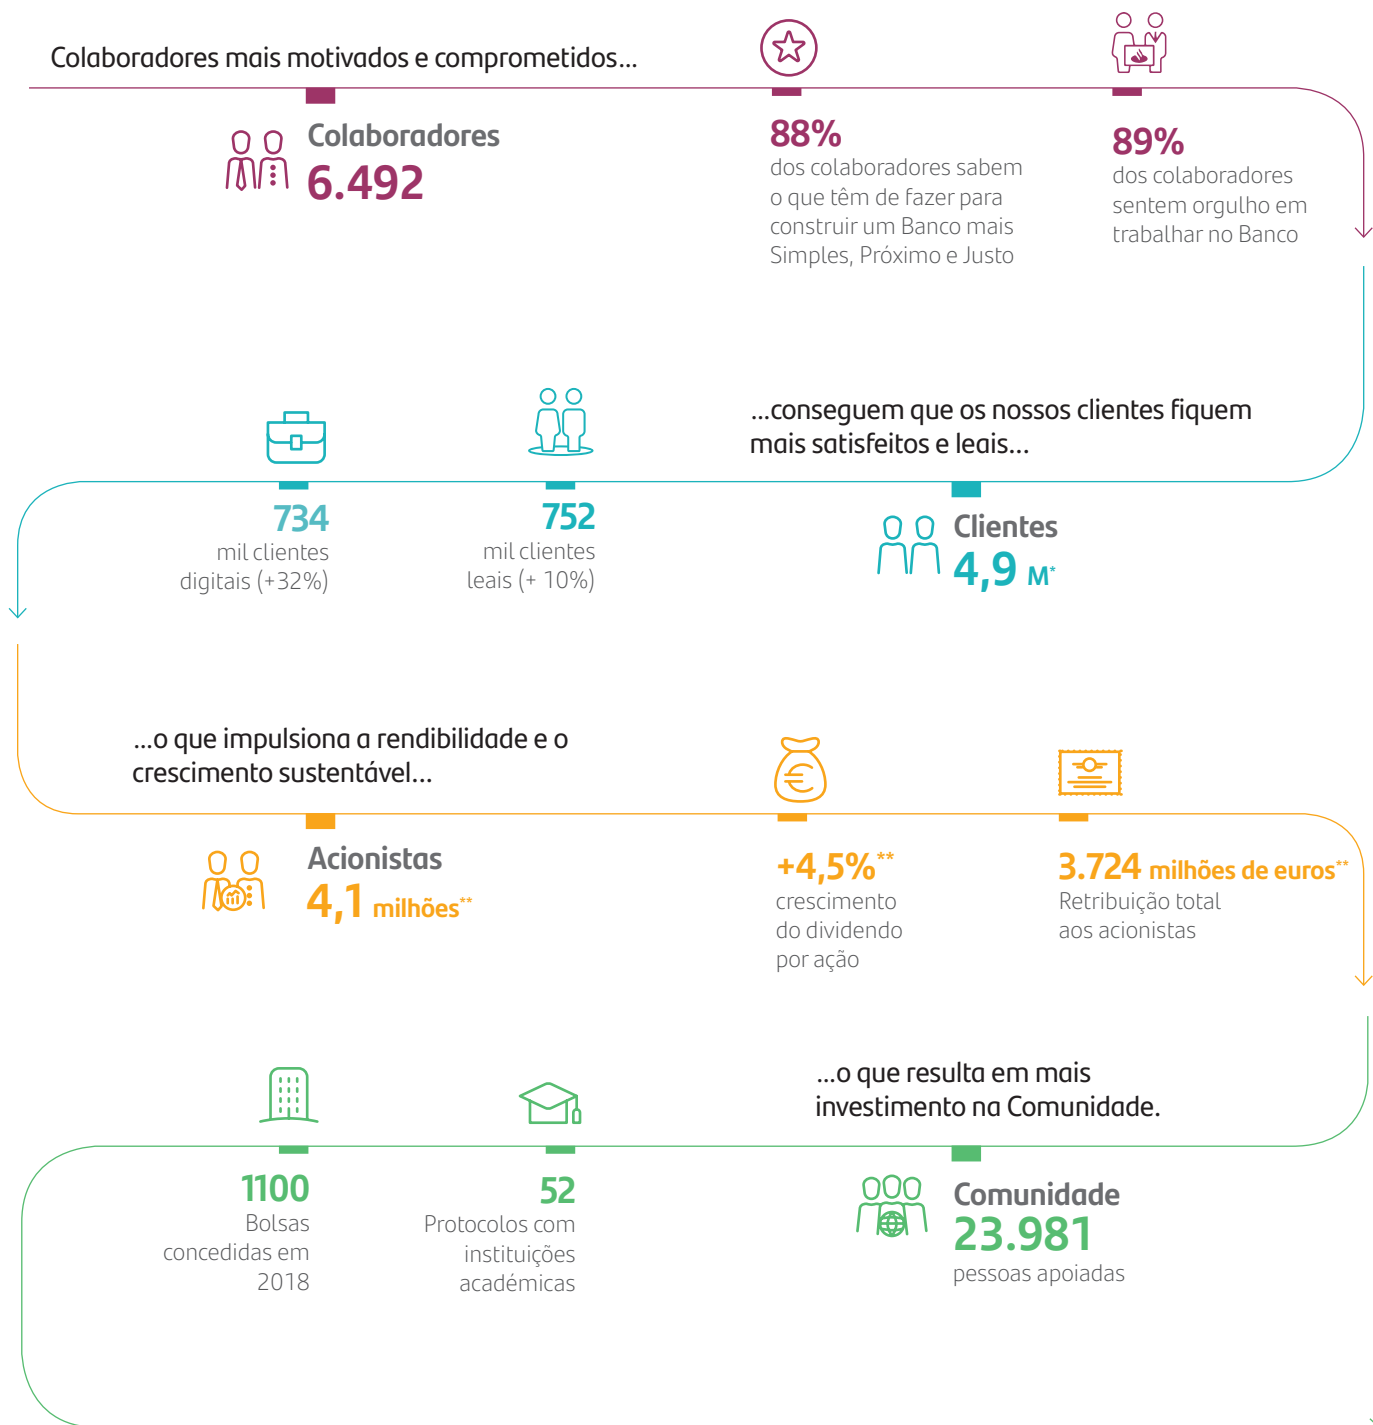 Colaboradores mais motivados e comprometidos...
Colaboradores
6.492
88%
dos colaboradores sabem
o que têm de fazer para
construir um Banco mais
Simples, Próximo e Justo
89%
dos colaboradores
sentem orgulho em
trabalhar no Banco
...conseguem que os nossos clientes fiquem
mais satisfeitos e leais...
734
mil clientes
digitais (+32%)
752
mil clientes
leais (+ 10%)
Clientes
4,9 M*
...o que impulsiona a rendibilidade e o
crescimento sustentável...
Acionistas
4,1 milhões**
+4,5%**
crescimento
do dividendo
por ação
3.724 milhões de euros**
Retribuição total
aos acionistas
...o que resulta em mais
investimento na Comunidade.
1100
Bolsas
concedidas em
2018
52
Protocolos com
instituições
académicas
Comunidade
23.981
pessoas apoiadas